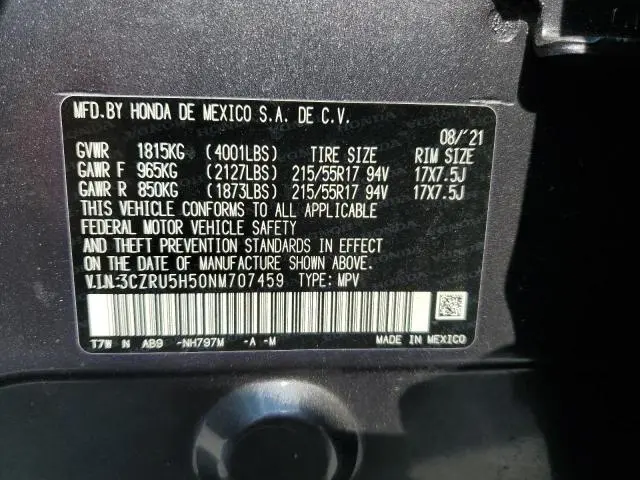 MFD.BY HONDA DE MEXICO S.A. DE C.V.
08/'21
GVWR 1815KG (4001LBS) TIRE SIZE RIM SIZE
GAWR F 965KG (2127LBS) 215/55R17 94V 17X7.5J
GAWR R 850KG (1873LBS) 215/55R17 94V 17X7.5J
THIS VEHICLE CONFORMS TO ALL APPLICABLE
FEDERAL MOTOR VEHICLE SAFETY
AND THEFT PREVENTION STANDARDS IN EFFECT
ON THE DATE OF MANUFACTURE SHOWN ABOVE.
V.I.N:3CZRU5H50NM707459 TYPE: MPV
T7W N AB9 -NH797M -A -M MADE IN MEXICO